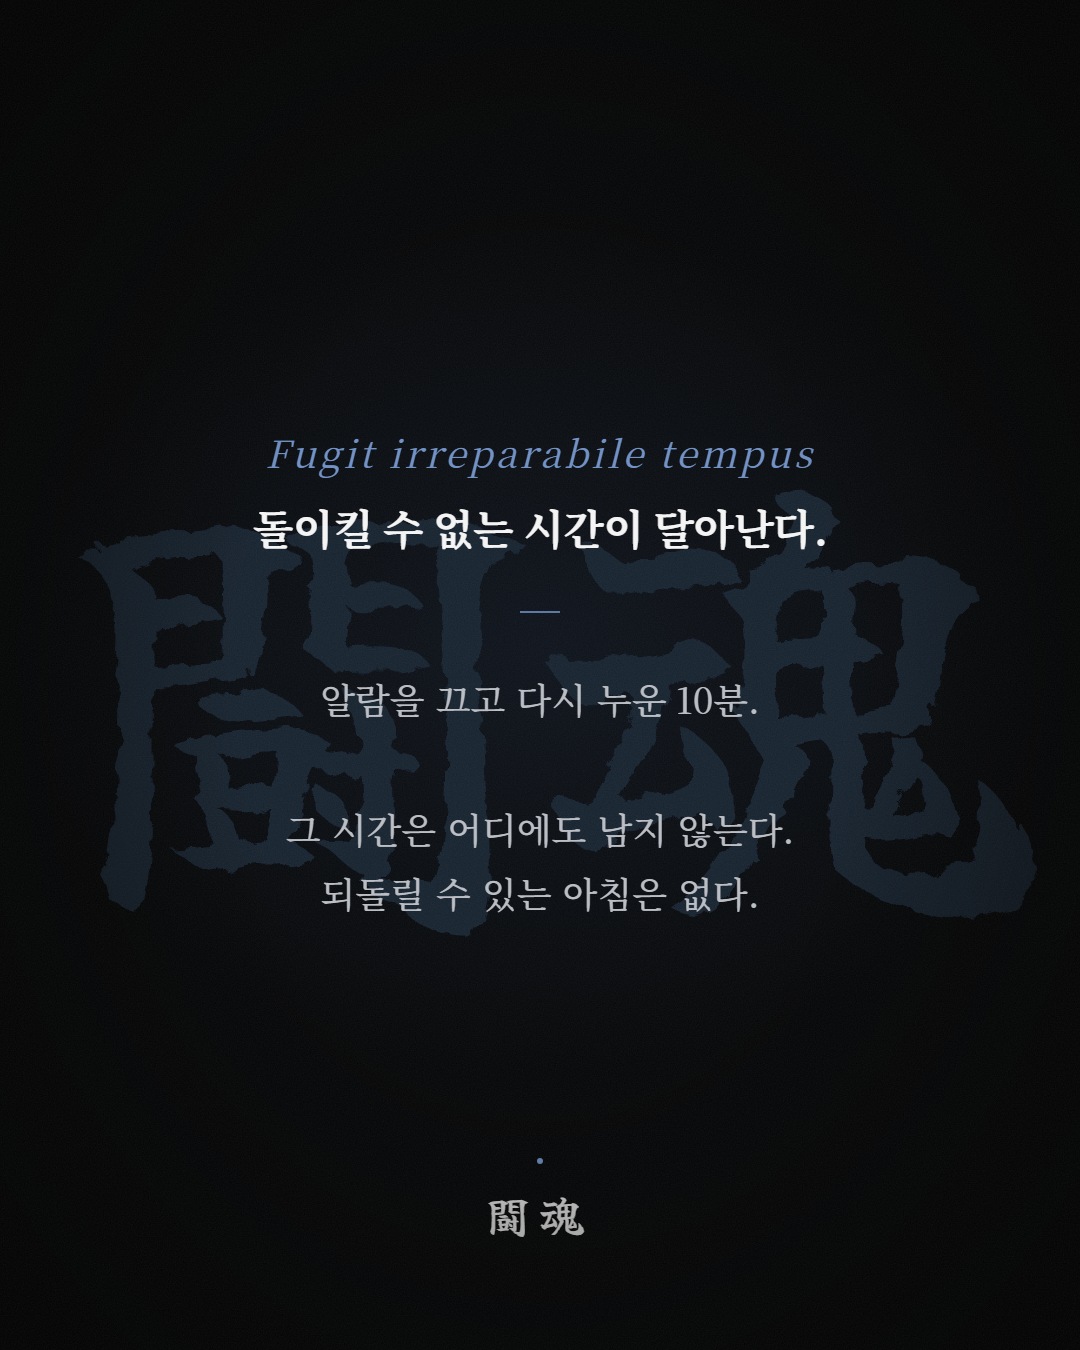 Fugit irreparabile tempus
돌이킬 수 없는 시간이 달아난다.
알람을 끄고 다시 누운 10분.
그 시간은 어디에도 남지 않는다.
되돌릴 수 있는 아침은 없다.
闘魂
闘魂